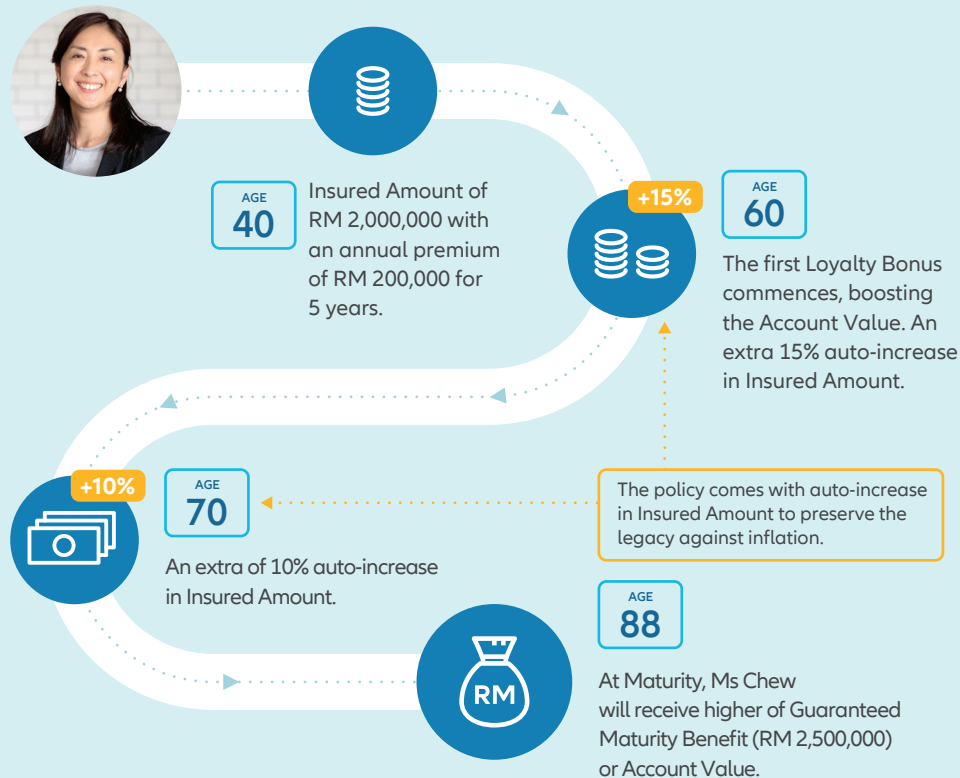 AGE
40
Insured Amount of
RM 2,000,000 with
an annual premium
of RM 200,000 for
5 years.
+15%
AGE
60
The first Loyalty Bonus
commences, boosting
the Account Value. An
extra 15% auto-increase
in Insured Amount.
+10%
AGE
70
An extra of 10% auto-increase
in Insured Amount.
The policy comes with auto-increase
in Insured Amount to preserve the
legacy against inflation.
RM
AGE
88
At Maturity, Ms Chew
will receive higher of Guaranteed
Maturity Benefit (RM 2,500,000)
or Account Value.